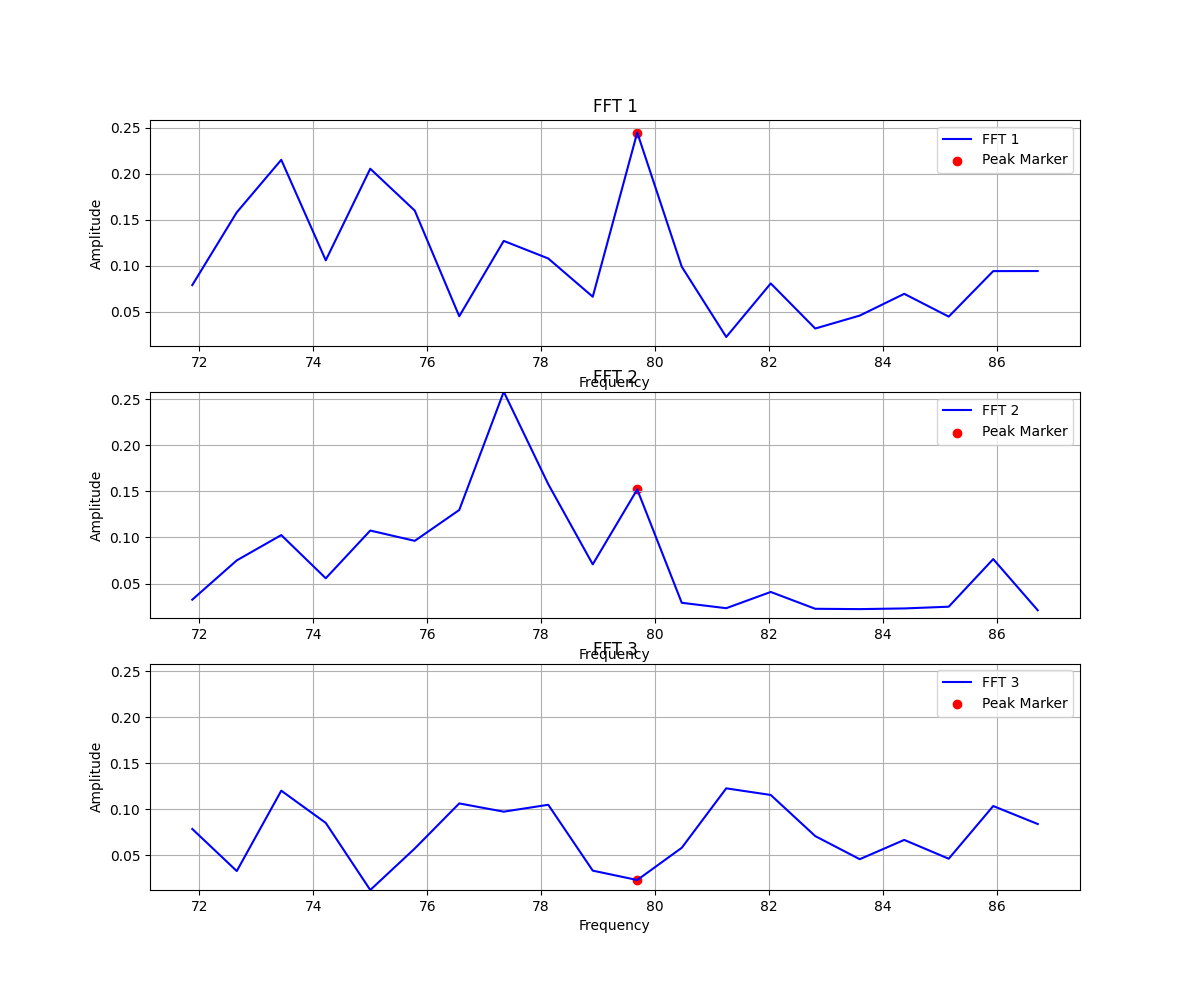 FFT 1
Amplitude
0.25
0.20
0.15
0.10
0.05
FFT 1
Peak Marker
72 74 76 78 80 82 84 86
Frequency
FFT 2
Amplitude
0.25
0.20
0.15
0.10
0.05
FFT 2
Peak Marker
72 74 76 78 80 82 84 86
Frequency
FFT 3
Amplitude
0.25
0.20
0.15
0.10
0.05
FFT 3
Peak Marker
72 74 76 78 80 82 84 86
Frequency